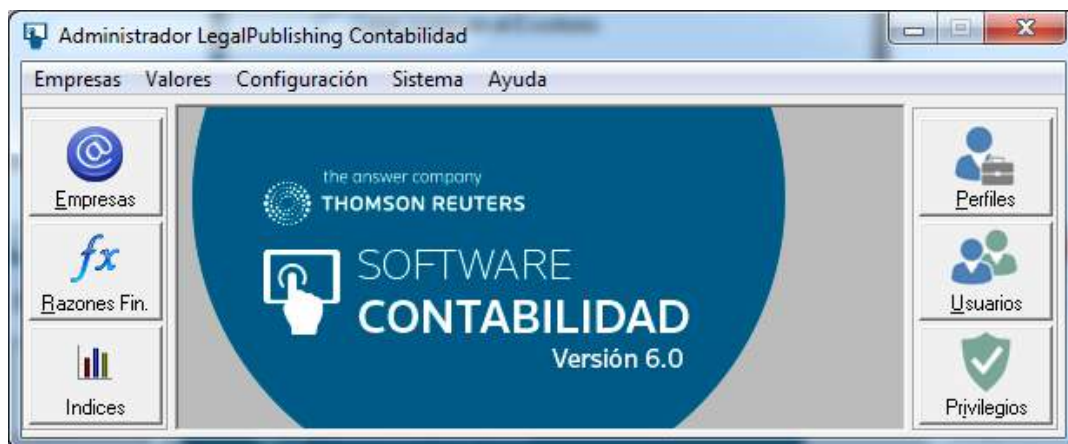 Administrador LegalPublishing Contabilidad
Empresas Valores Configuración Sistema Ayuda
Empresas
Razones Fin.
Indices
the answer company
THOMSON REUTERS
SOFTWARE
CONTABILIDAD
Versión 6.0
Perfiles
Usuarios
Privilegios